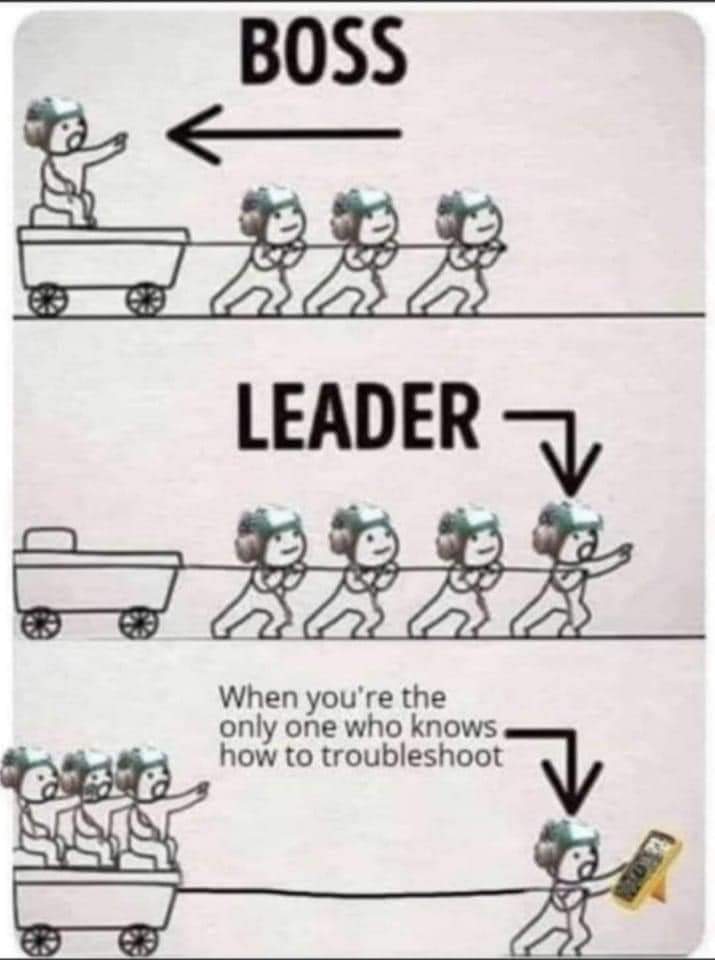 BOSS
LEADER
When you're the
only one who knows
how to troubleshoot